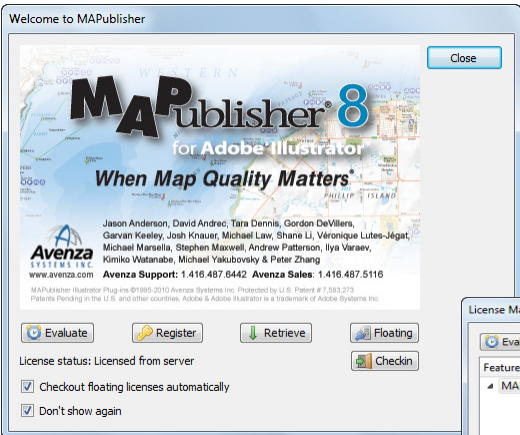 Welcome to MAPublisher
Close
WESTERN
MAPublisher® 8
for Adobe® Illustrator®
When Map Quality Matters®
PHILLIP ISLAND
Jason Anderson, David Andrec, Tara Dennis, Gordon DeVillers,
Garvan Keeley, Josh Knauer, Michael Law, Shane Li, Véronique Lutes-Jégat,
Michael Marsella, Stephen Maxwell, Andrew Patterson, Ilya Varaev,
Kimiko Watanabe, Michael Yakubovsky & Peter Zhang
Avenza
SYSTEMS INC.
www.avenza.com
Avenza Support: 1.416.487.6442 Avenza Sales: 1.416.487.5116
MAPublisher Illustrator Plug-ins ©1995-2010 Avenza Systems Inc. Protected by U.S. Patent # 7,583,273
Patents Pending in the U.S. and other countries, Adobe & Adobe Illustrator is a trademark of Adobe Systems Inc.
Evaluate
Register
Retrieve
Floating
License status: Licensed from server
Checkin
Checkout floating licenses automatically
Don't show again
License Ma
Eva
Feature
MA